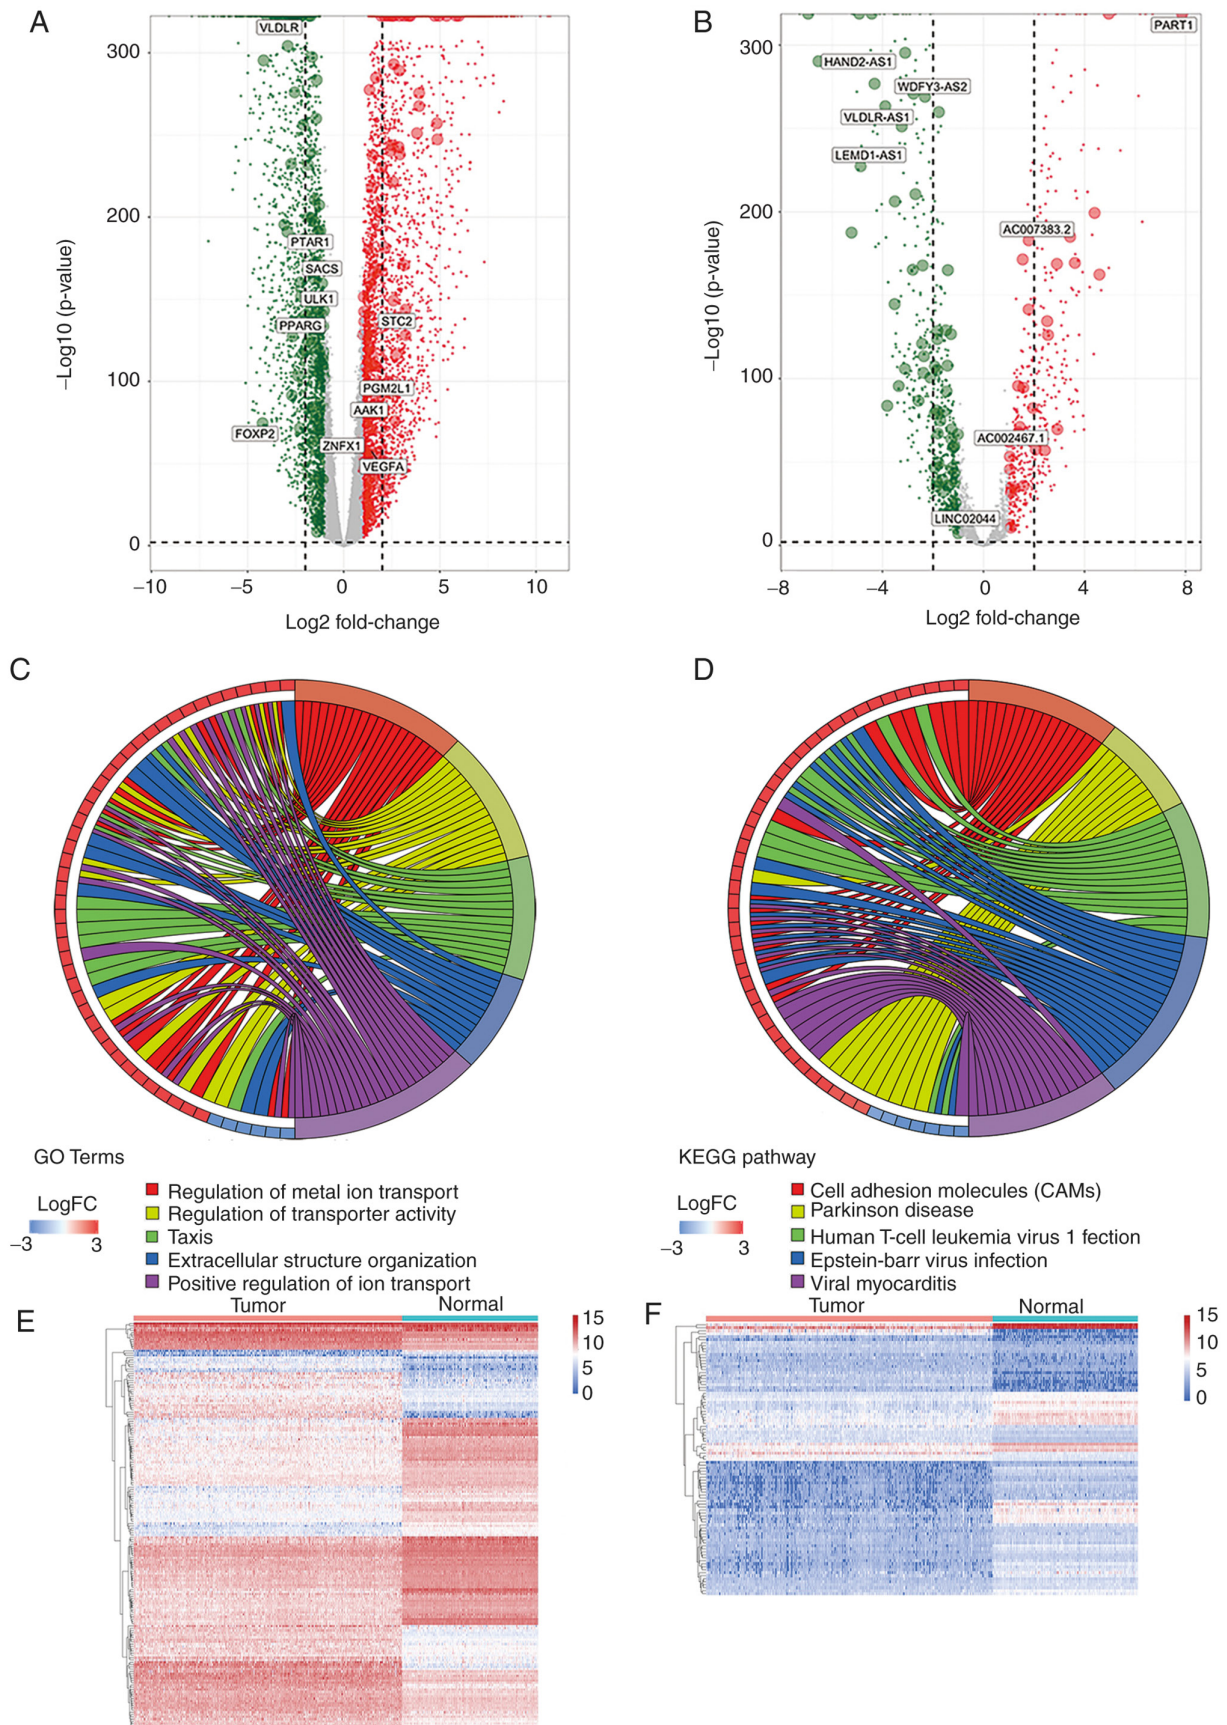 A
B
VLDLR
PTAR1
SACS
ULK1
PPARG
STC2
PGM2L1
AAK1
FOXP2
ZNFX1
VEGFA
300
200
100
0
−10
−5
0
5
10
−Log10 (p-value)
Log2 fold-change
PART1
HAND2-AS1
WDFY3-AS2
VLDLR-AS1
LEMD1-AS1
AC007383.2
AC002467.1
LINC02044
300
200
100
0
−8
−4
0
4
8
−Log10 (p-value)
Log2 fold-change
C
D
GO Terms
LogFC
−3
3
Regulation of metal ion transport
Regulation of transporter activity
Taxis
Extracellular structure organization
Positive regulation of ion transport
KEGG pathway
LogFC
−3
3
Cell adhesion molecules (CAMs)
Parkinson disease
Human T-cell leukemia virus 1 fection
Epstein-barr virus infection
Viral myocarditis
E
Tumor
Normal
15
10
5
0
F
Tumor
Normal
15
10
5
0